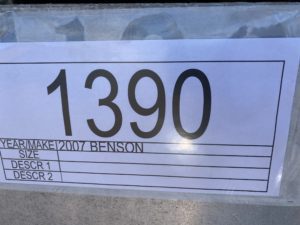 1390
YEAR/MAKE 2007 BENSON
SIZE
DESCR 1
DESCR 2